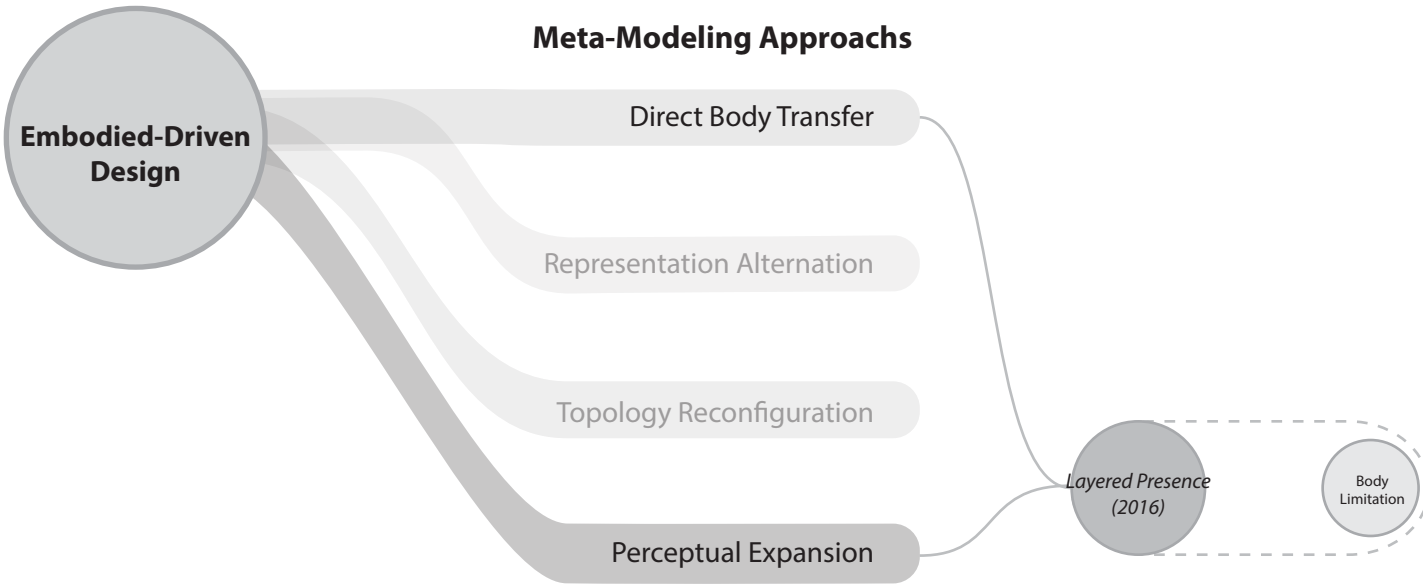 Meta-Modeling Approachs
Embodied-Driven
Design
Direct Body Transfer
Representation Alternation
Topology Reconfiguration
Perceptual Expansion
Layered Presence
(2016)
Body
Limitation